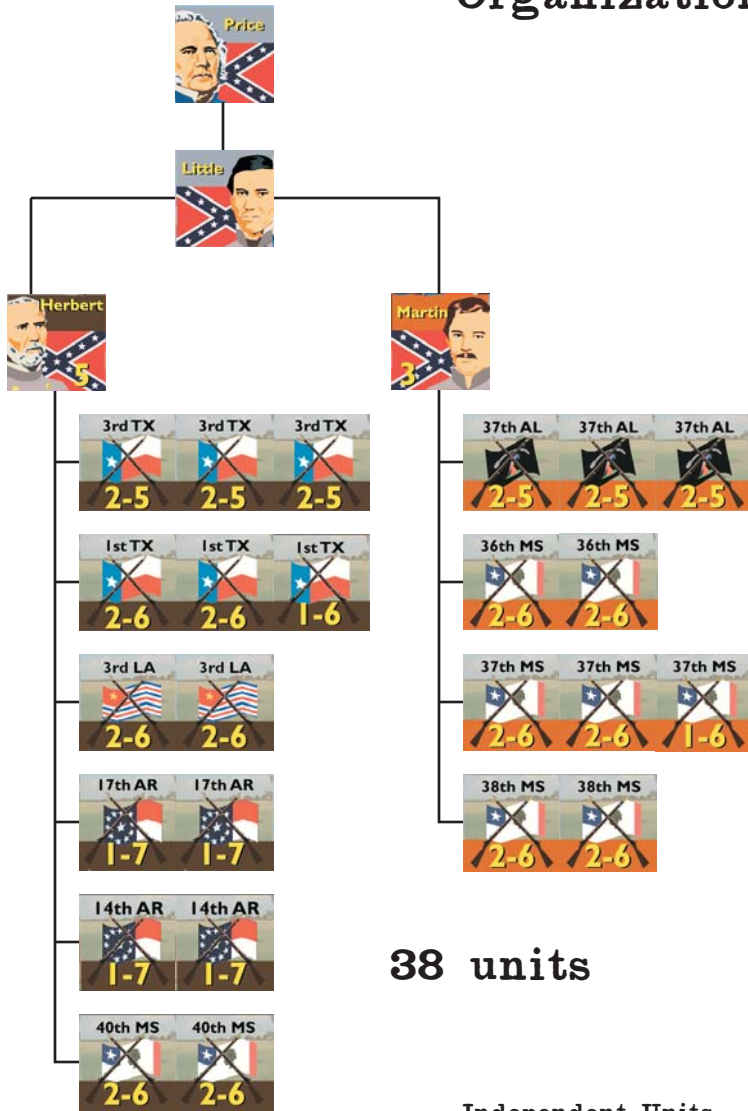 Organization
Price
Little
Herbert
5
Martin
3
3rd TX 3rd TX 3rd TX
2-5 2-5 2-5
37th AL 37th AL 37th AL
2-5 2-5 2-5
1st TX 1st TX 1st TX
2-6 2-6 1-6
36th MS 36th MS
2-6 2-6
3rd LA 3rd LA
2-6 2-6
37th MS 37th MS 37th MS
2-6 2-6 1-6
17th AR 17th AR
1-7 1-7
38th MS 38th MS
2-6 2-6
14th AR 14th AR
1-7 1-7
38 units
40th MS 40th MS
2-6 2-6
Independent Units